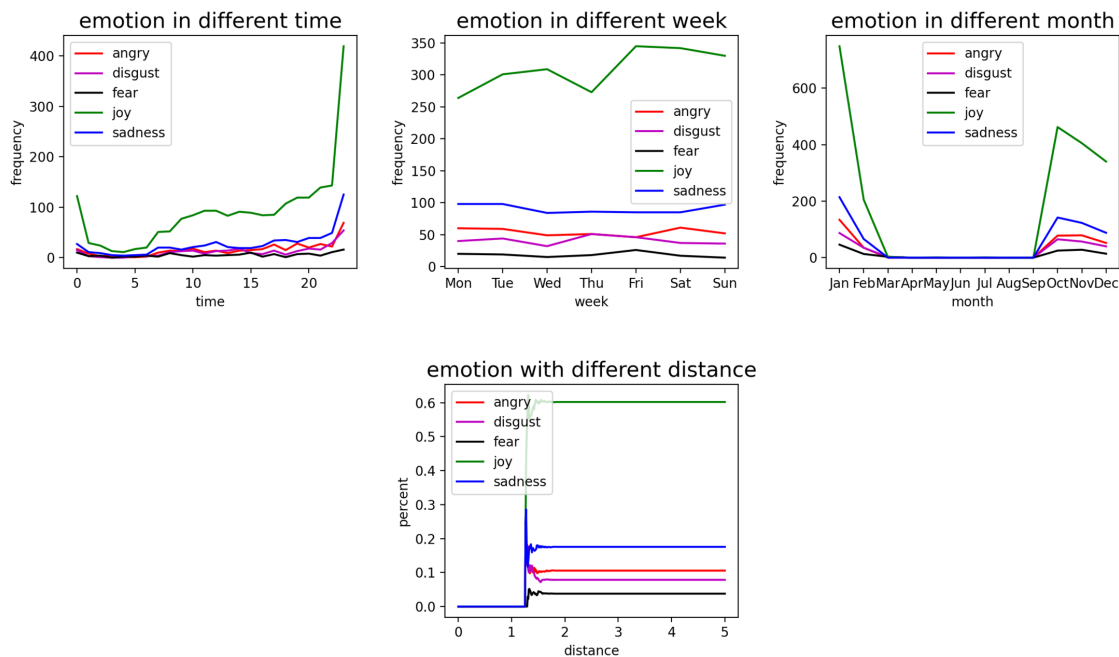 emotion in different time
400
300
200
100
0
frequency
angry
disgust
fear
joy
sadness
0 5 10 15 20
time
emotion in different week
350
300
250
200
150
100
50
0
frequency
angry
disgust
fear
joy
sadness
Mon Tue Wed Thu Fri Sat Sun
week
emotion in different month
600
400
200
0
frequency
angry
disgust
fear
joy
sadness
Jan Feb Mar Apr May Jun Jul Aug Sep Oct Nov Dec
month
emotion with different distance
0.6
0.5
0.4
0.3
0.2
0.1
0.0
percent
angry
disgust
fear
joy
sadness
0 1 2 3 4 5
distance